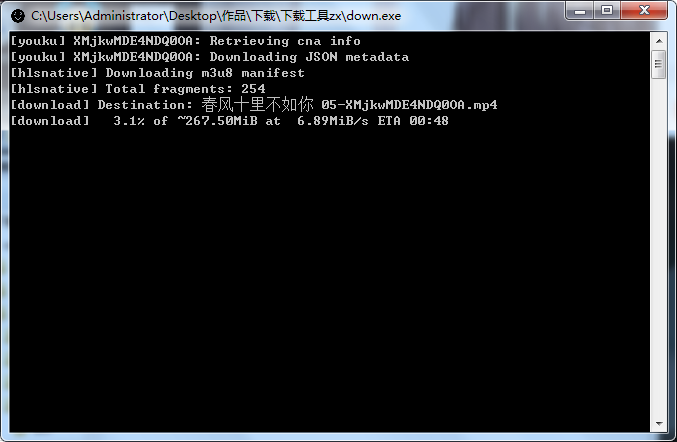 C:\Users\Administrator\Desktop\作品\下载\下载工具zx\down.exe
[youku] XMjkwMDE4NDQ0OA: Retrieving cna info
[youku] XMjkwMDE4NDQ0OA: Downloading JSON metadata
[hlsnative] Downloading m3u8 manifest
[hlsnative] Total fragments: 254
[download] Destination: 春风十里不如你 05-XMjkwMDE4NDQ0OA.mp4
[download]   3.1% of ~267.50MiB at  6.89MiB/s ETA 00:48